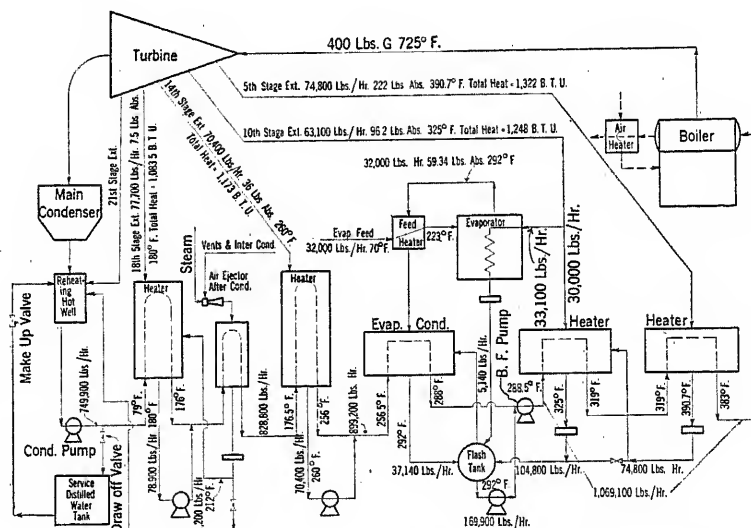 400 Lbs. G 725° F.
Turbine
5th Stage Ext. 74,800 Lbs./Hr. 222 Lbs Abs. 390.7° F. Total Heat = 1,322 B. T. U.
10th Stage Ext. 63,100 Lbs./Hr. 96.2 Lbs. Abs. 325° F. Total Heat = 1,248 B. T. U.
14th Stage Ext 70,400 Lbs./Hr. 36 Lbs Abs. 260° F.
Total Heat = 1,173 B. T. U.
18th Stage Ext. 77,700 Lbs./Hr. 7.5 Lbs Abs.
180° F. Total Heat = 1,083.5 B. T. U.
21st Stage Ext.
Air
Heater
Boiler
32,000 Lbs. Hr 59.34 Lbs. Abs. 292° F
Main
Condenser
Steam
Vents & Inter Cond.
Air Ejector
After Cond.
Evap. Feed
32,000 Lbs./Hr. 70° F.
Feed
Heater
223° F.
Evaporator
33,100 Lbs./Hr.
30,000 Lbs./Hr.
Reheat-
ing
Hot
Well
Heater
Heater
Evap. Cond.
B. F. Pump
Heater
Heater
Make Up Valve
749,900 Lbs./Hr.
79° F.
180° F.
176° F.
828,800 Lbs./Hr.
176.5° F.
256° F.
899,200 Lbs. Hr.
256.5° F.
292° F.
288° F.
5,140 Lbs./Hr.
288.5° F.
325° F.
319° F.
319° F.
390.7° F.
383° F.
Cond. Pump
Draw off Valve
Service
Distilled
Water
Tank
78,900 Lbs./Hr.
,200 Lbs/Hr.
212° F.
70,400 Lbs/Hr.
260° F.
37,140 Lbs./Hr.
Flash
Tank
292° F.
169,900 Lbs./Hr.
104,800 Lbs./Hr.
74,800 Lbs./Hr.
1,069,100 Lbs./Hr.